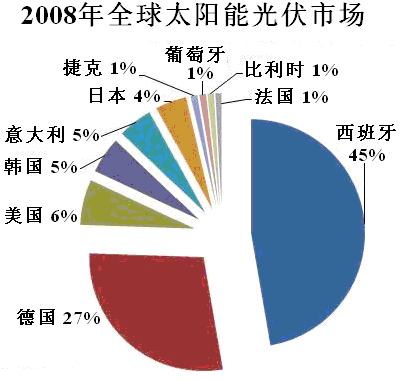 2008年全球太阳能光伏市场
葡萄牙
1%
捷克 1%
比利时 1%
日本 4%
法国 1%
意大利 5%
西班牙
45%
韩国
5%
美国 6%
德国 27%